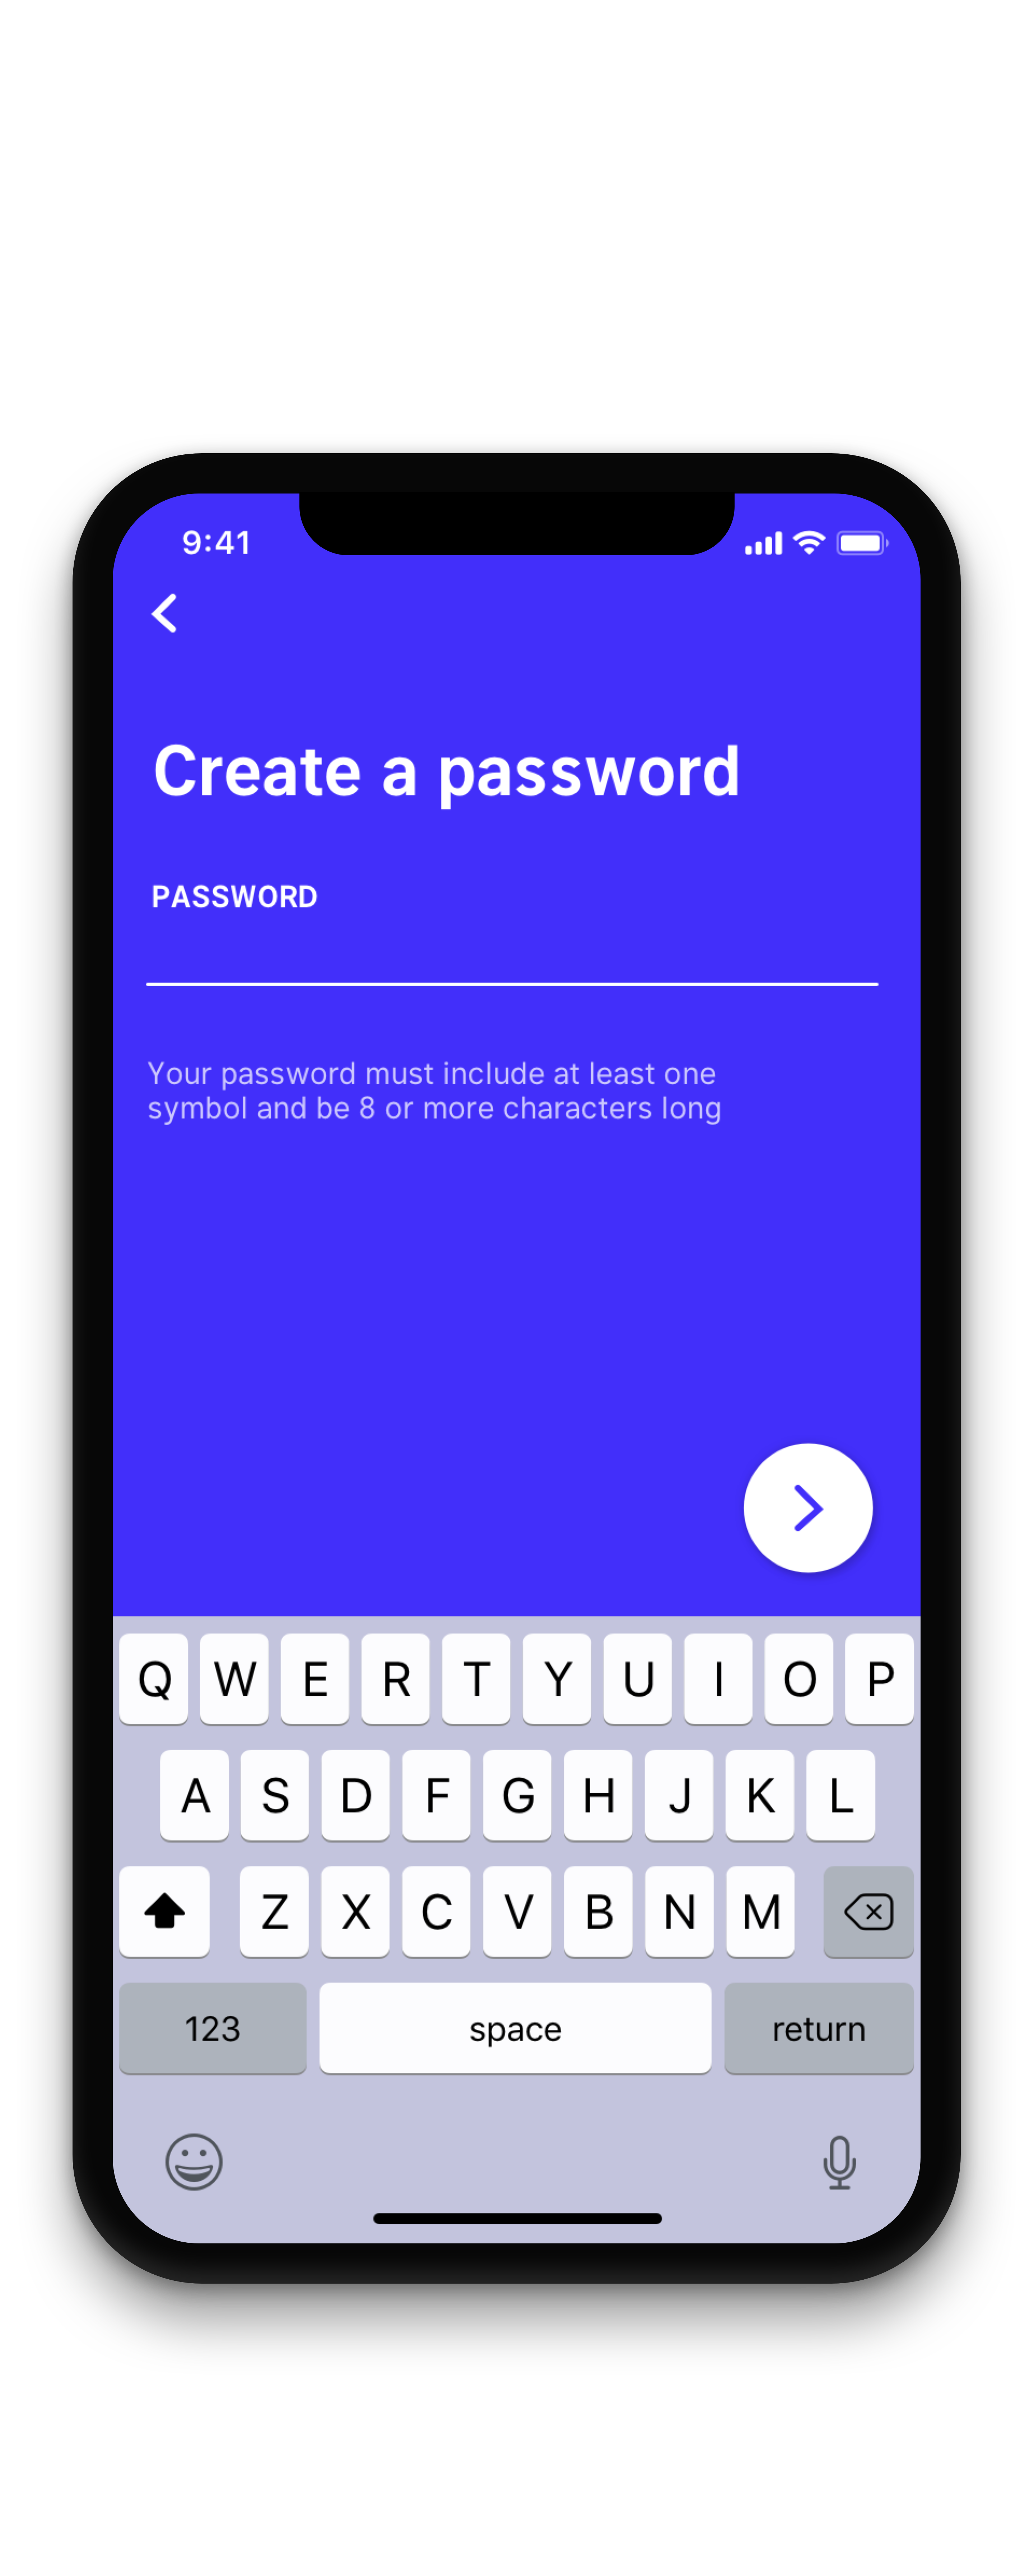 9:41
Create a password
PASSWORD
Your password must include at least one
symbol and be 8 or more characters long
Q W E R T Y U I O P
A S D F G H J K L
Z X C V B N M
123 space return